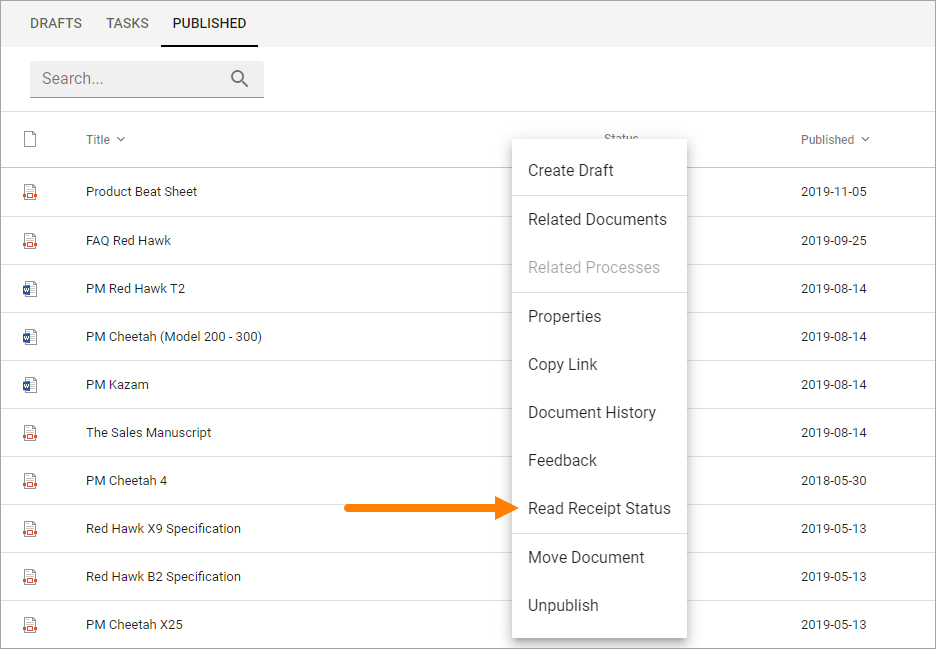 DRAFTS TASKS PUBLISHED
Search...
Title Status Published
Product Beat Sheet 2019-11-05
FAQ Red Hawk 2019-09-25
PM Red Hawk T2 2019-08-14
PM Cheetah (Model 200 - 300) 2019-08-14
PM Kazam 2019-08-14
The Sales Manuscript 2019-08-14
PM Cheetah 4 2018-05-30
Red Hawk X9 Specification 2019-05-13
Red Hawk B2 Specification 2019-05-13
PM Cheetah X25 2019-05-13
Create Draft
Related Documents
Related Processes
Properties
Copy Link
Document History
Feedback
Read Receipt Status
Move Document
Unpublish